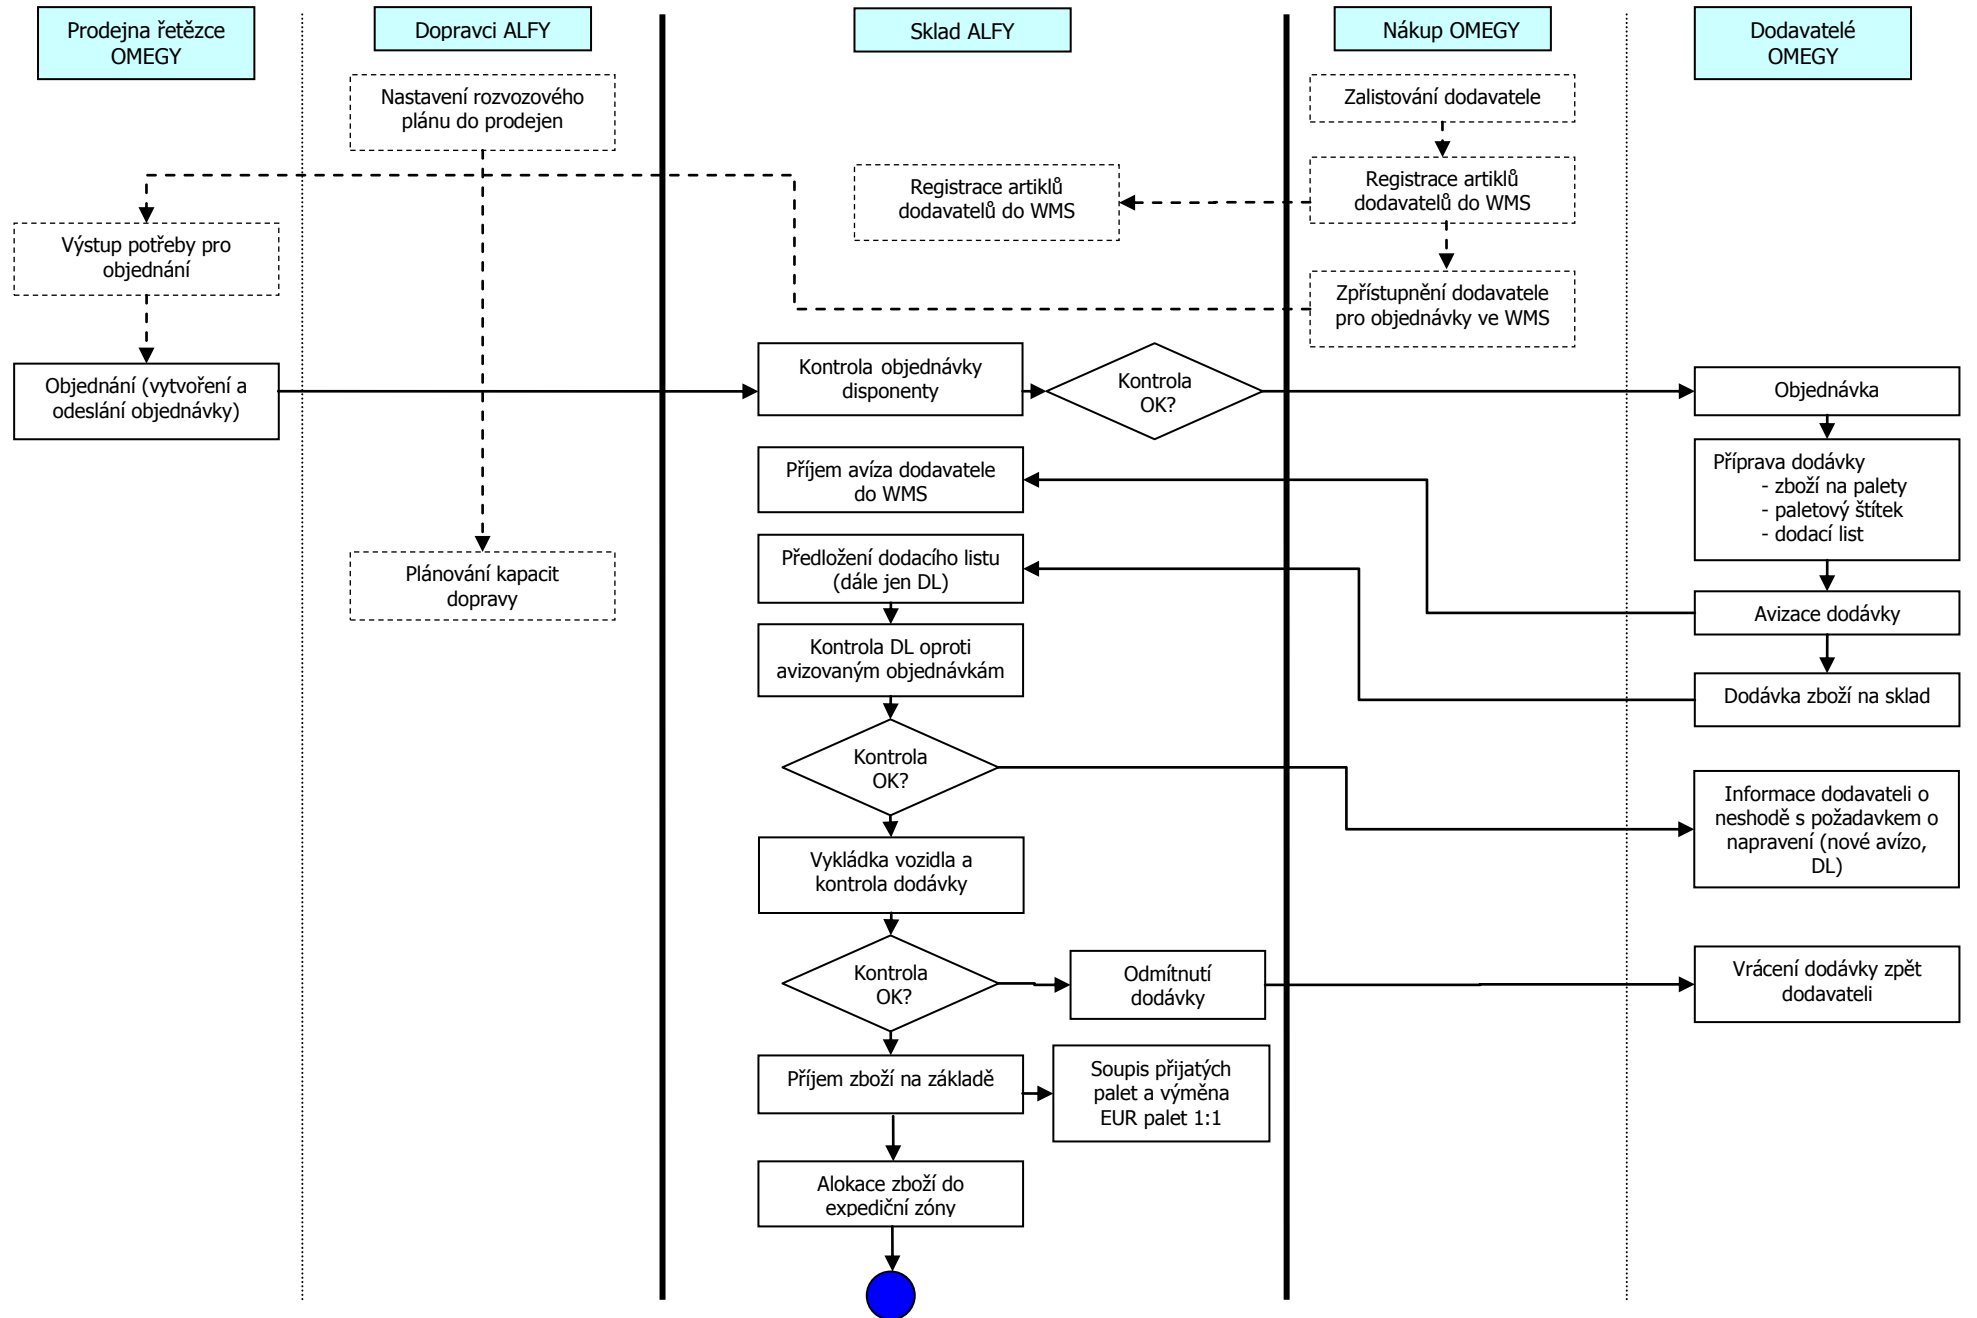 Prodejna řetězce
OMEGY
Dopravci ALFY
Sklad ALFY
Nákup OMEGY
Dodavatelé
OMEGY
Nastavení rozvozového
plánu do prodejen
Zalistování dodavatele
Registrace artiklů
dodavatelů do WMS
Registrace artiklů
dodavatelů do WMS
Výstup potřeby pro
objednání
Zpřístupnění dodavatele
pro objednávky ve WMS
Objednání (vytvoření a
odeslání objednávky)
Kontrola objednávky
disponenty
Kontrola
OK?
Objednávka
Příjem avíza dodavatele
do WMS
Příprava dodávky
- zboží na palety
- paletový štítek
- dodací list
Předložení dodacího listu
(dále jen DL)
Plánování kapacit
dopravy
Avizace dodávky
Kontrola DL oproti
avizovaným objednávkám
Dodávka zboží na sklad
Kontrola
OK?
Informace dodavateli o
neshodě s požadavkem o
napravení (nové avízo,
DL)
Vykládka vozidla a
kontrola dodávky
Kontrola
OK?
Odmítnutí
dodávky
Vrácení dodávky zpět
dodavateli
Příjem zboží na základě
Soupis přijatých
palet a výměna
EUR palet 1:1
Alokace zboží do
expediční zóny